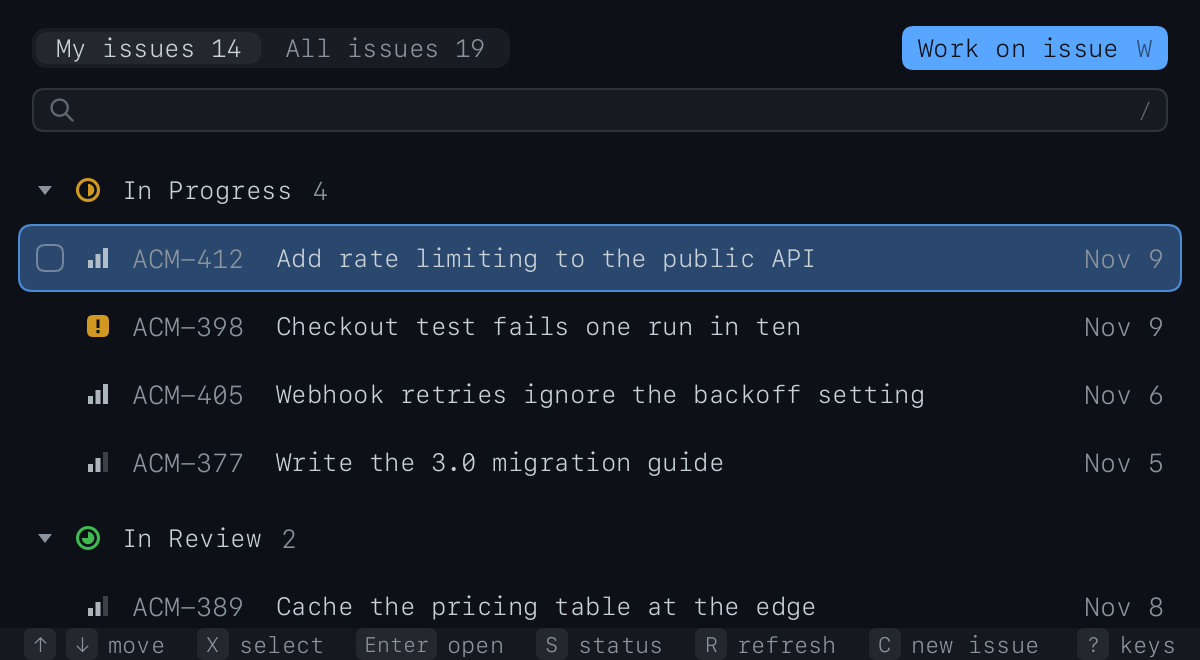 My issues 14 All issues 19 Work on issue W
/
In Progress 4
ACM-412 Add rate limiting to the public API Nov 9
! ACM-398 Checkout test fails one run in ten Nov 9
ACM-405 Webhook retries ignore the backoff setting Nov 6
ACM-377 Write the 3.0 migration guide Nov 5
In Review 2
ACM-389 Cache the pricing table at the edge Nov 8
↑ ↓ move X select Enter open S status R refresh C new issue ? keys